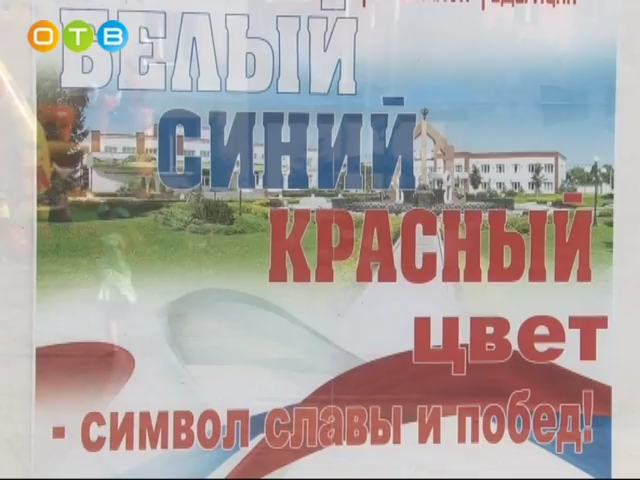 ОТВ
БЕЛЫЙ
СИНИЙ
КРАСНЫЙ
цвет
- символ славы и побед!